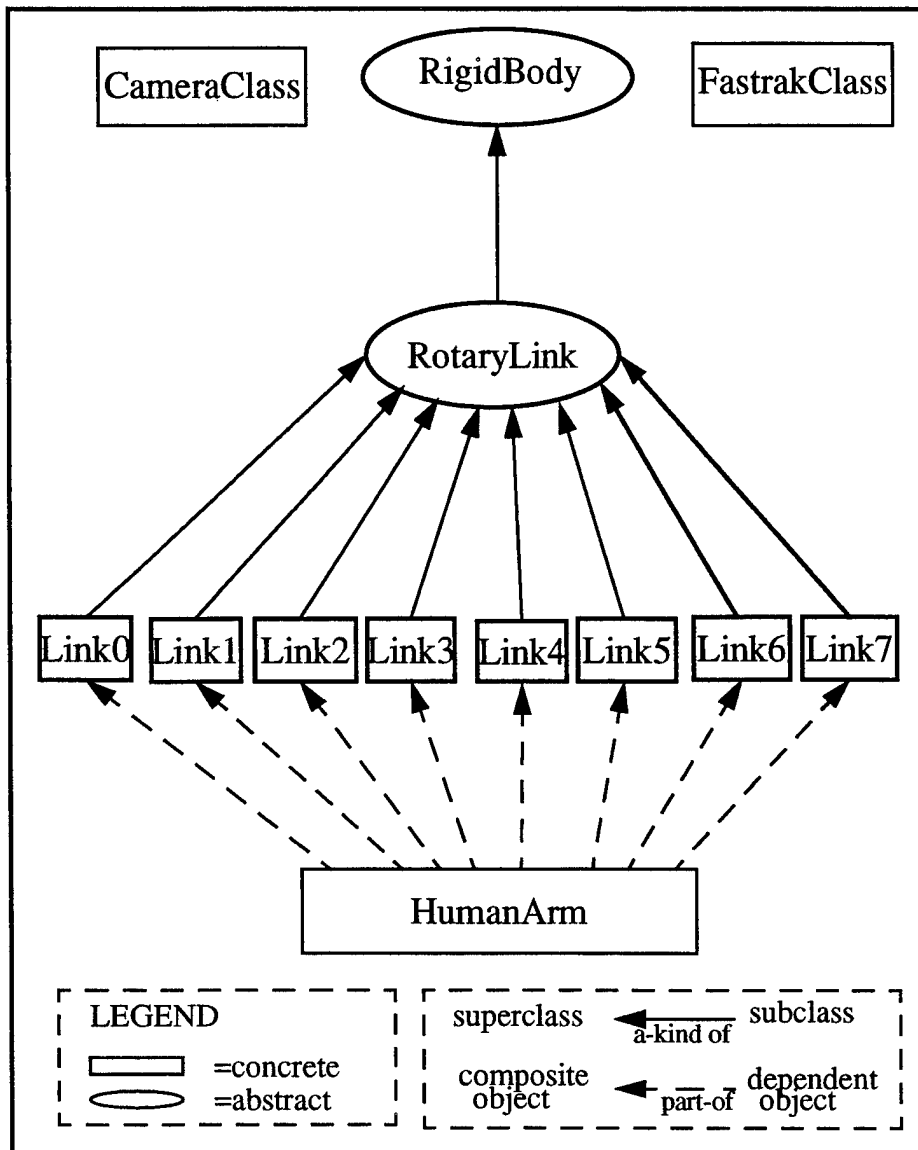 CameraClass
RigidBody
FastrakClass
RotaryLink
Link0
Link1
Link2
Link3
Link4
Link5
Link6
Link7
HumanArm
LEGEND
=concrete
=abstract
superclass
a-kind of
subclass
composite
object
part-of
dependent
object